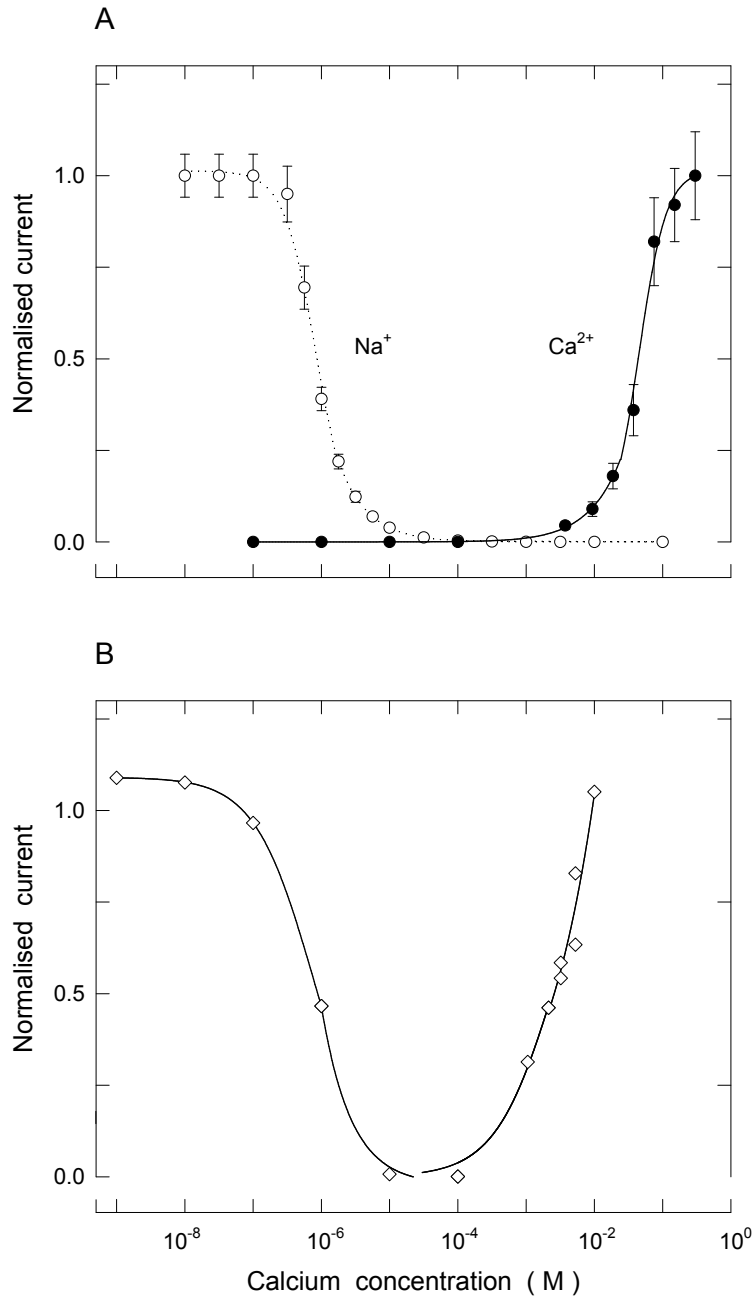 A
Normalised current
1.0
0.5
0.0
Na⁺
Ca²⁺
B
Normalised current
1.0
0.5
0.0
10⁻⁸
10⁻⁶
10⁻⁴
10⁻²
10⁰
Calcium concentration ( M )